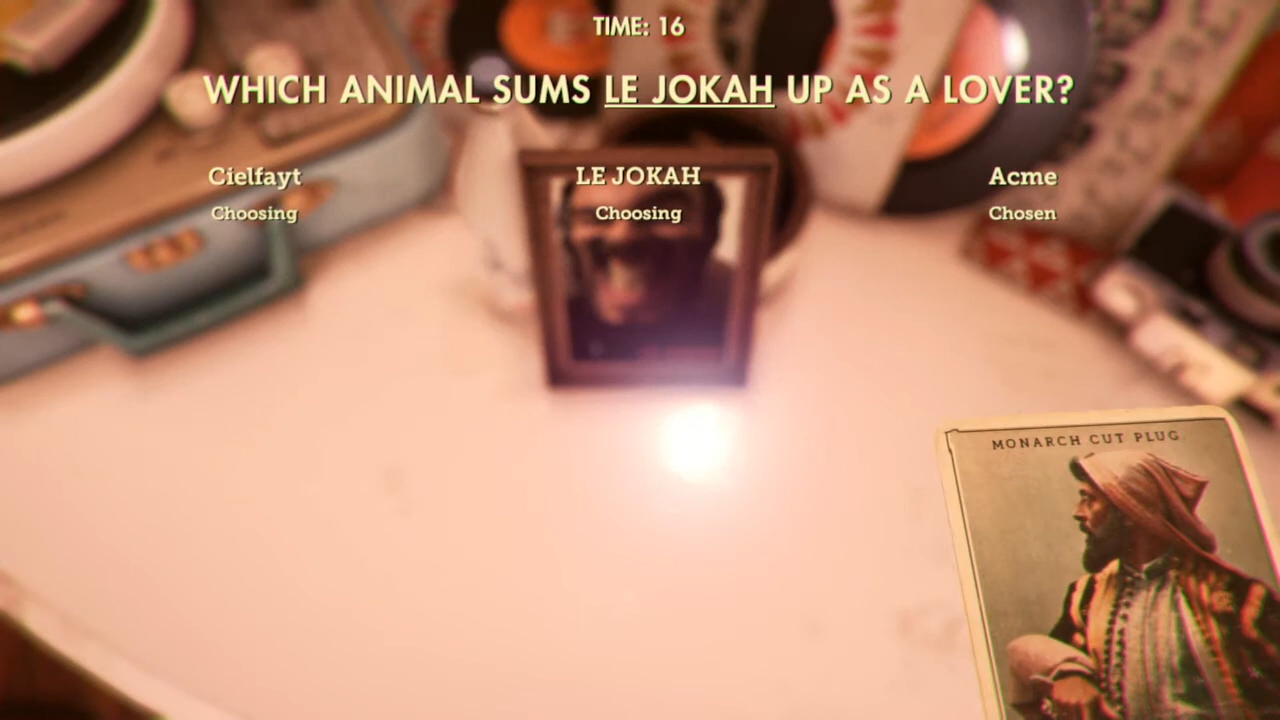 TIME: 16
WHICH ANIMAL SUMS LE JOKAH UP AS A LOVER?
Cielfayt
Choosing
LE JOKAH
Choosing
Acme
Chosen
MONARCH CUT PLUG